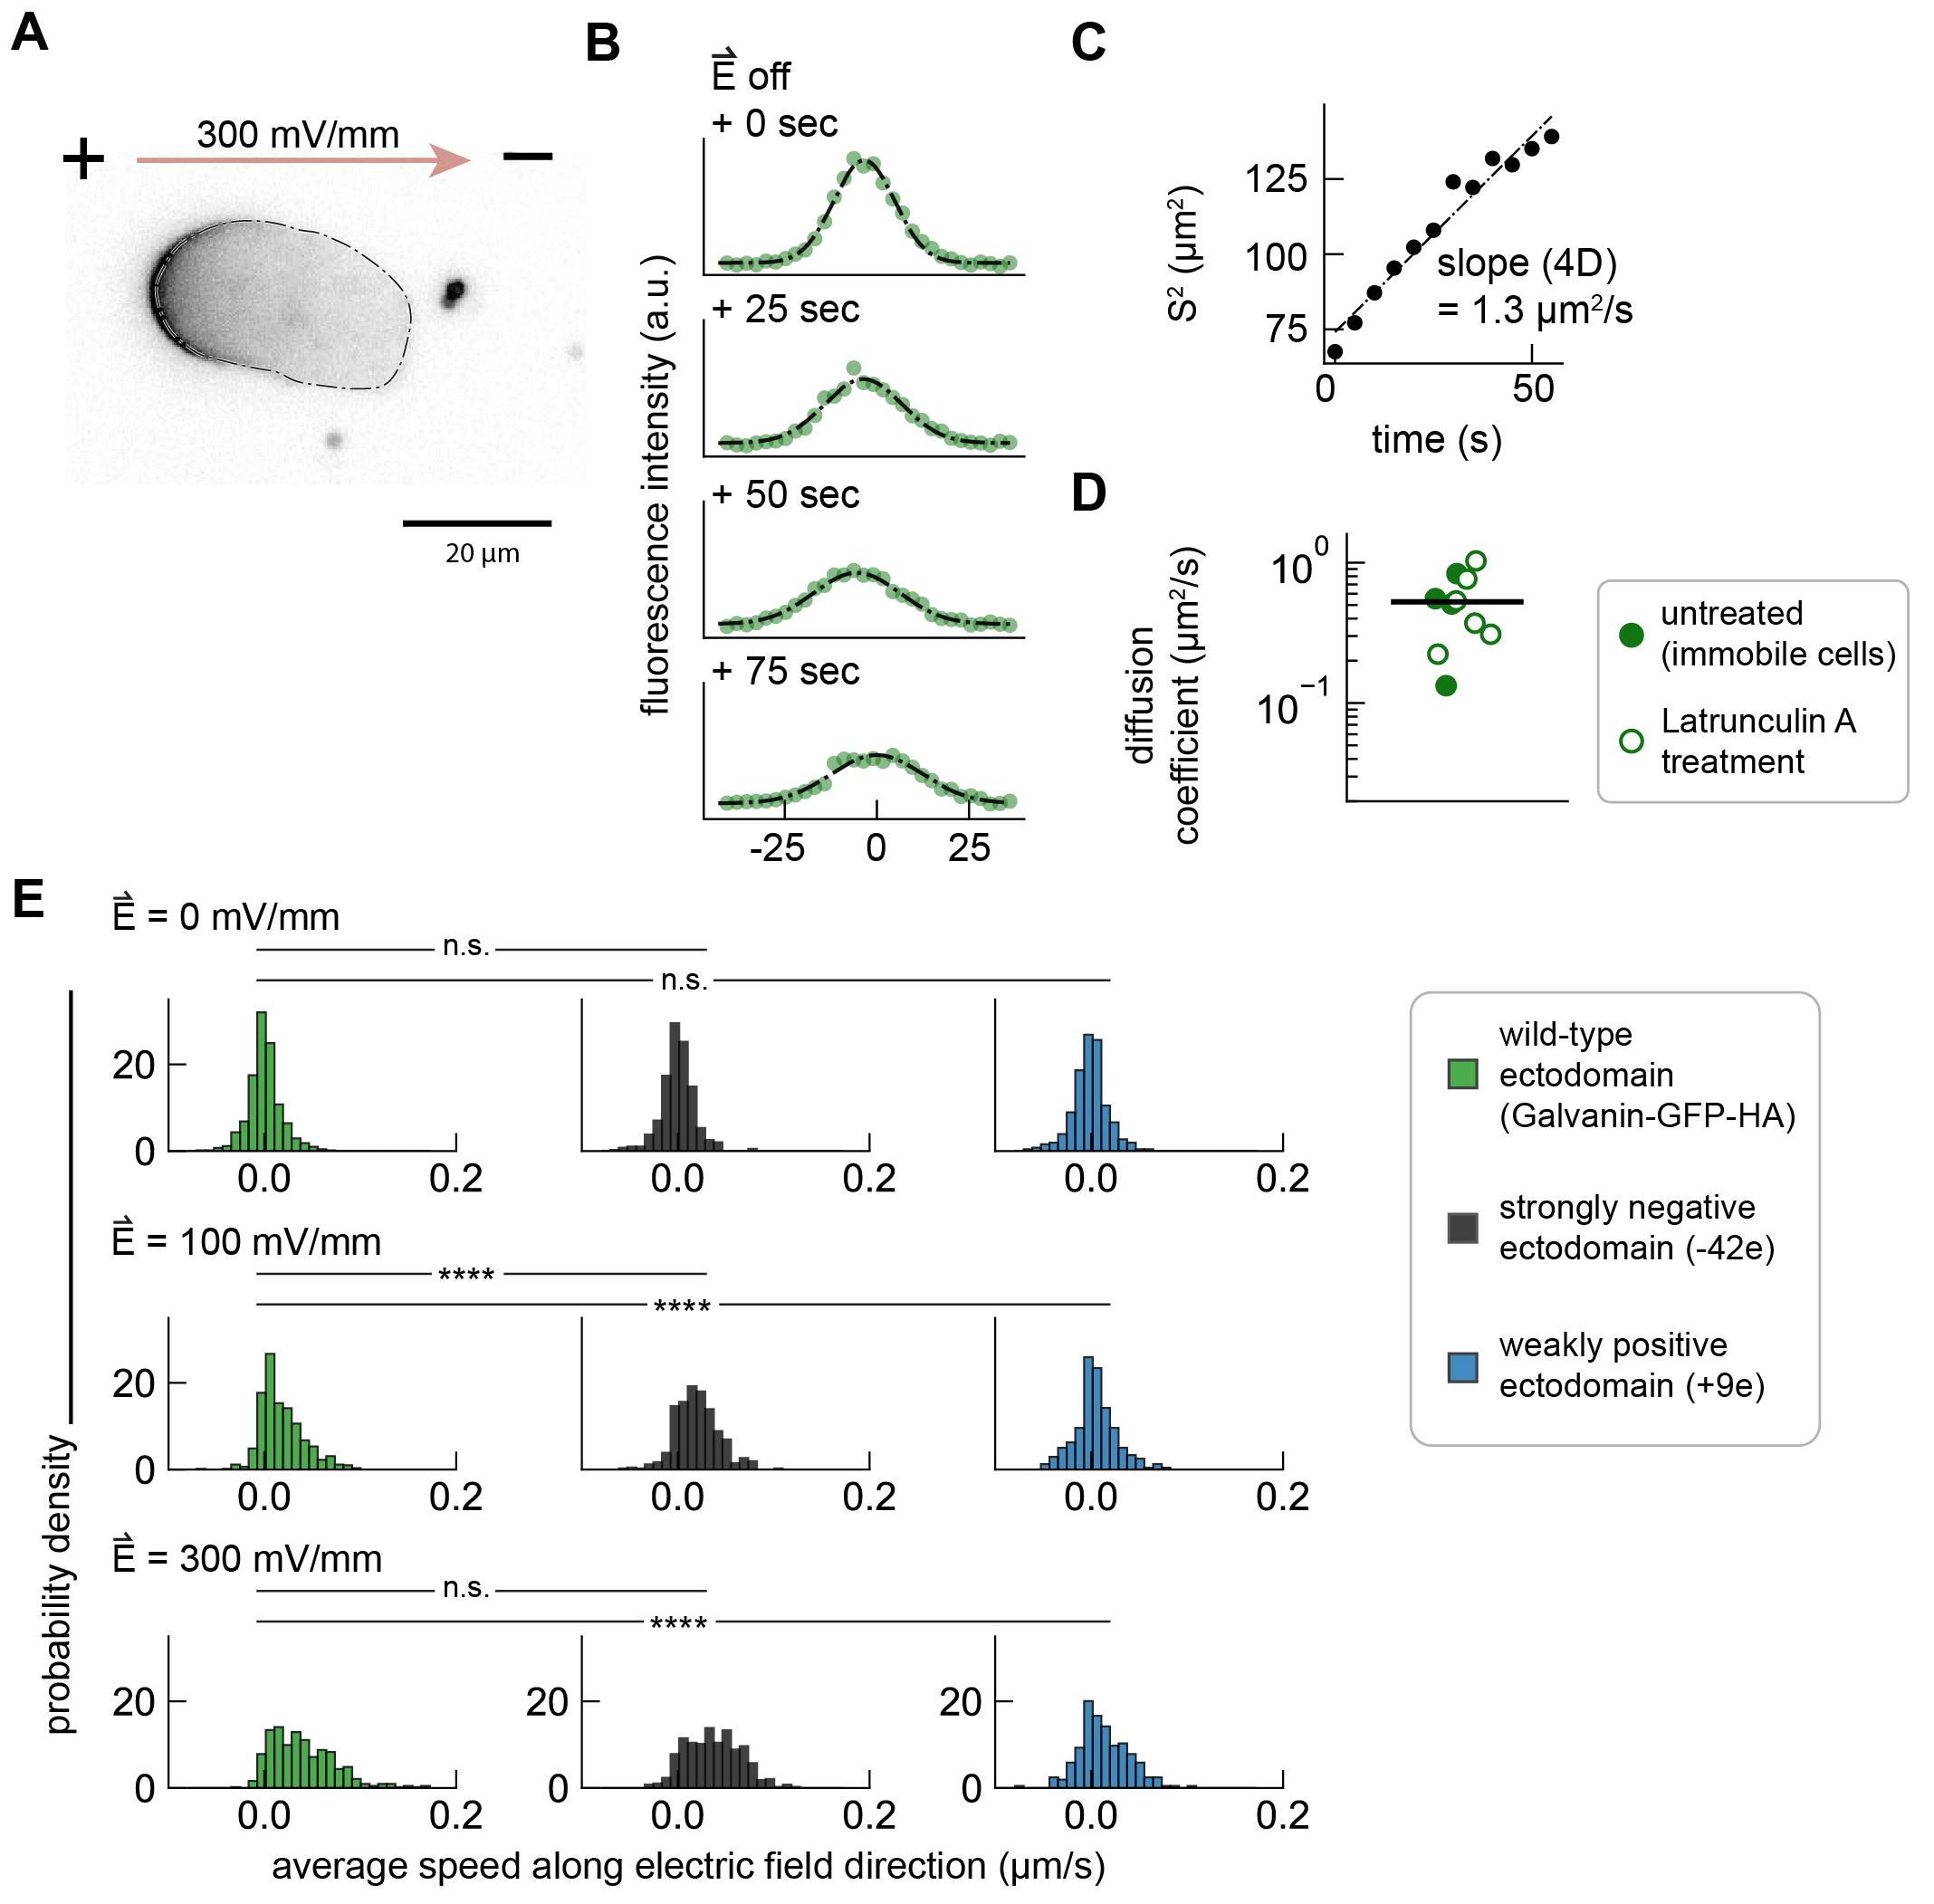 A
+ 300 mV/mm −
20 µm
B
E off
+ 0 sec
+ 25 sec
+ 50 sec
+ 75 sec
fluorescence intensity (a.u.)
-25 0 25
C
S² (µm²)
125
100
75
slope (4D)
= 1.3 µm²/s
0 50
time (s)
D
diffusion
coefficient (µm²/s)
10⁰
10⁻¹
untreated
(immobile cells)
Latrunculin A
treatment
E
E = 0 mV/mm
n.s.
n.s.
20
0
0.0 0.2 0.0 0.2 0.0 0.2
E = 100 mV/mm
****
****
20
0
0.0 0.2 0.0 0.2 0.0 0.2
E = 300 mV/mm
n.s.
****
20 20 20
0 0 0
0.0 0.2 0.0 0.2 0.0 0.2
probability density
average speed along electric field direction (µm/s)
wild-type
ectodomain
(Galvanin-GFP-HA)
strongly negative
ectodomain (-42e)
weakly positive
ectodomain (+9e)